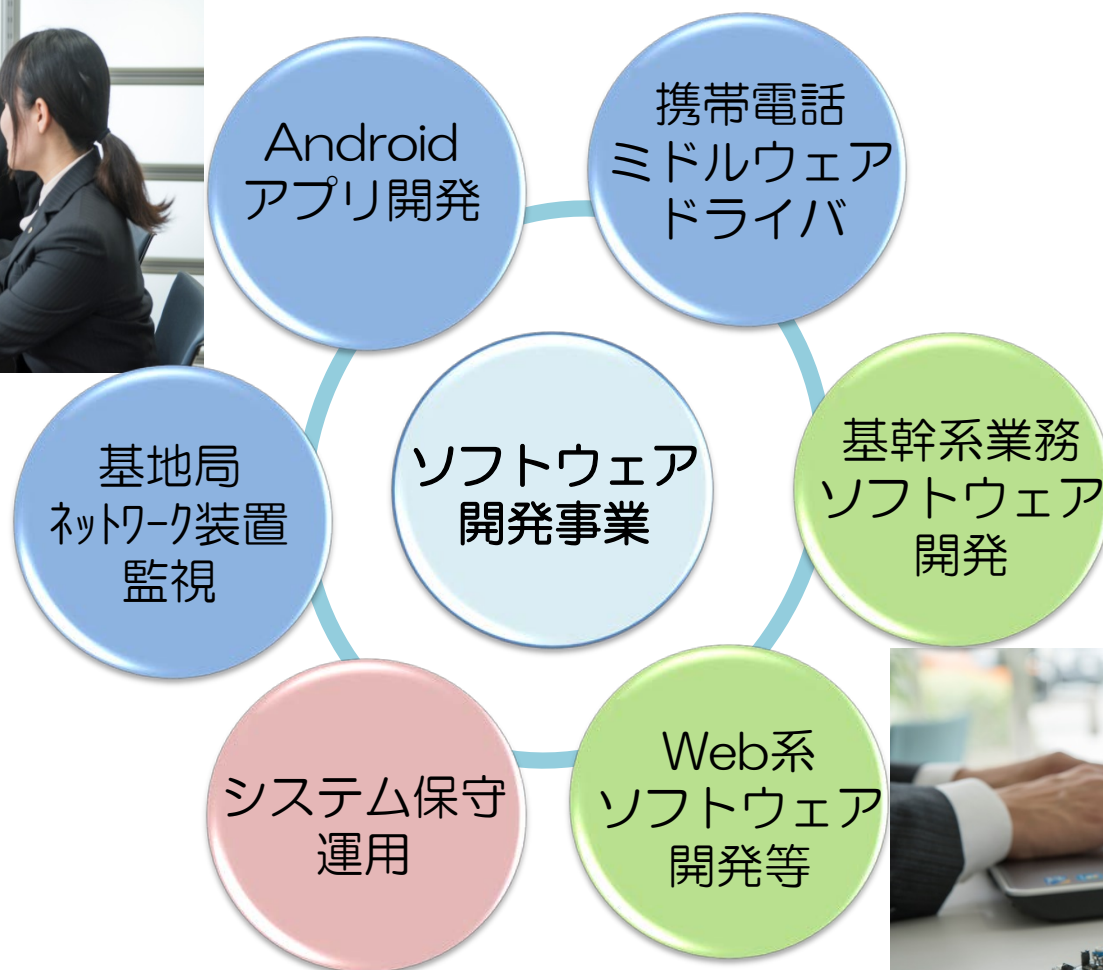 Android
アプリ開発
携帯電話
ミドルウェア
ドライバ
基地局
ネットワーク装置
監視
ソフトウェア
開発事業
基幹系業務
ソフトウェア
開発
システム保守
運用
Web系
ソフトウェア
開発等